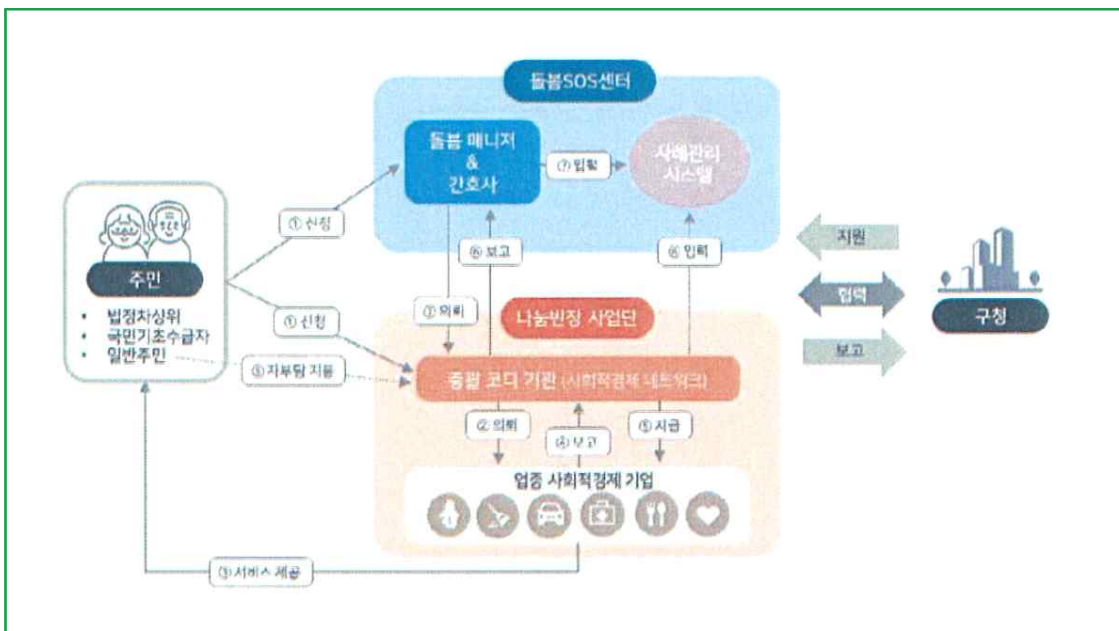 돌봄SOS센터
돌봄 매니저
&
간호사
⑦ 입력
사례관리
시스템
① 신청
⑥ 보고
⑥ 입력
지원
협력
보고
구청
주민
• 법정차상위
• 국민기초수급자
• 일반주민
① 신청
의뢰
나눔반장 사업단
⑤ 자부담 지불
총괄 코디 기관 (사회적경제 네트워크)
② 의뢰
④ 보고
⑤ 지급
업종 사회적경제 기업
③ 서비스 제공